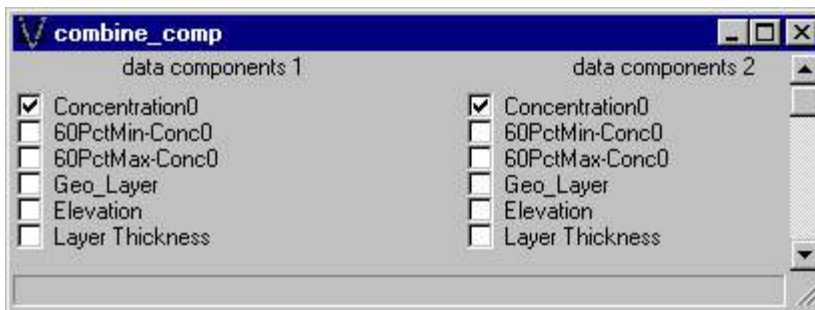 combine_comp
data components 1 data components 2
Concentration0 Concentration0
60PctMin-Conc0 60PctMin-Conc0
60PctMax-Conc0 60PctMax-Conc0
Geo_Layer Geo_Layer
Elevation Elevation
Layer Thickness Layer Thickness